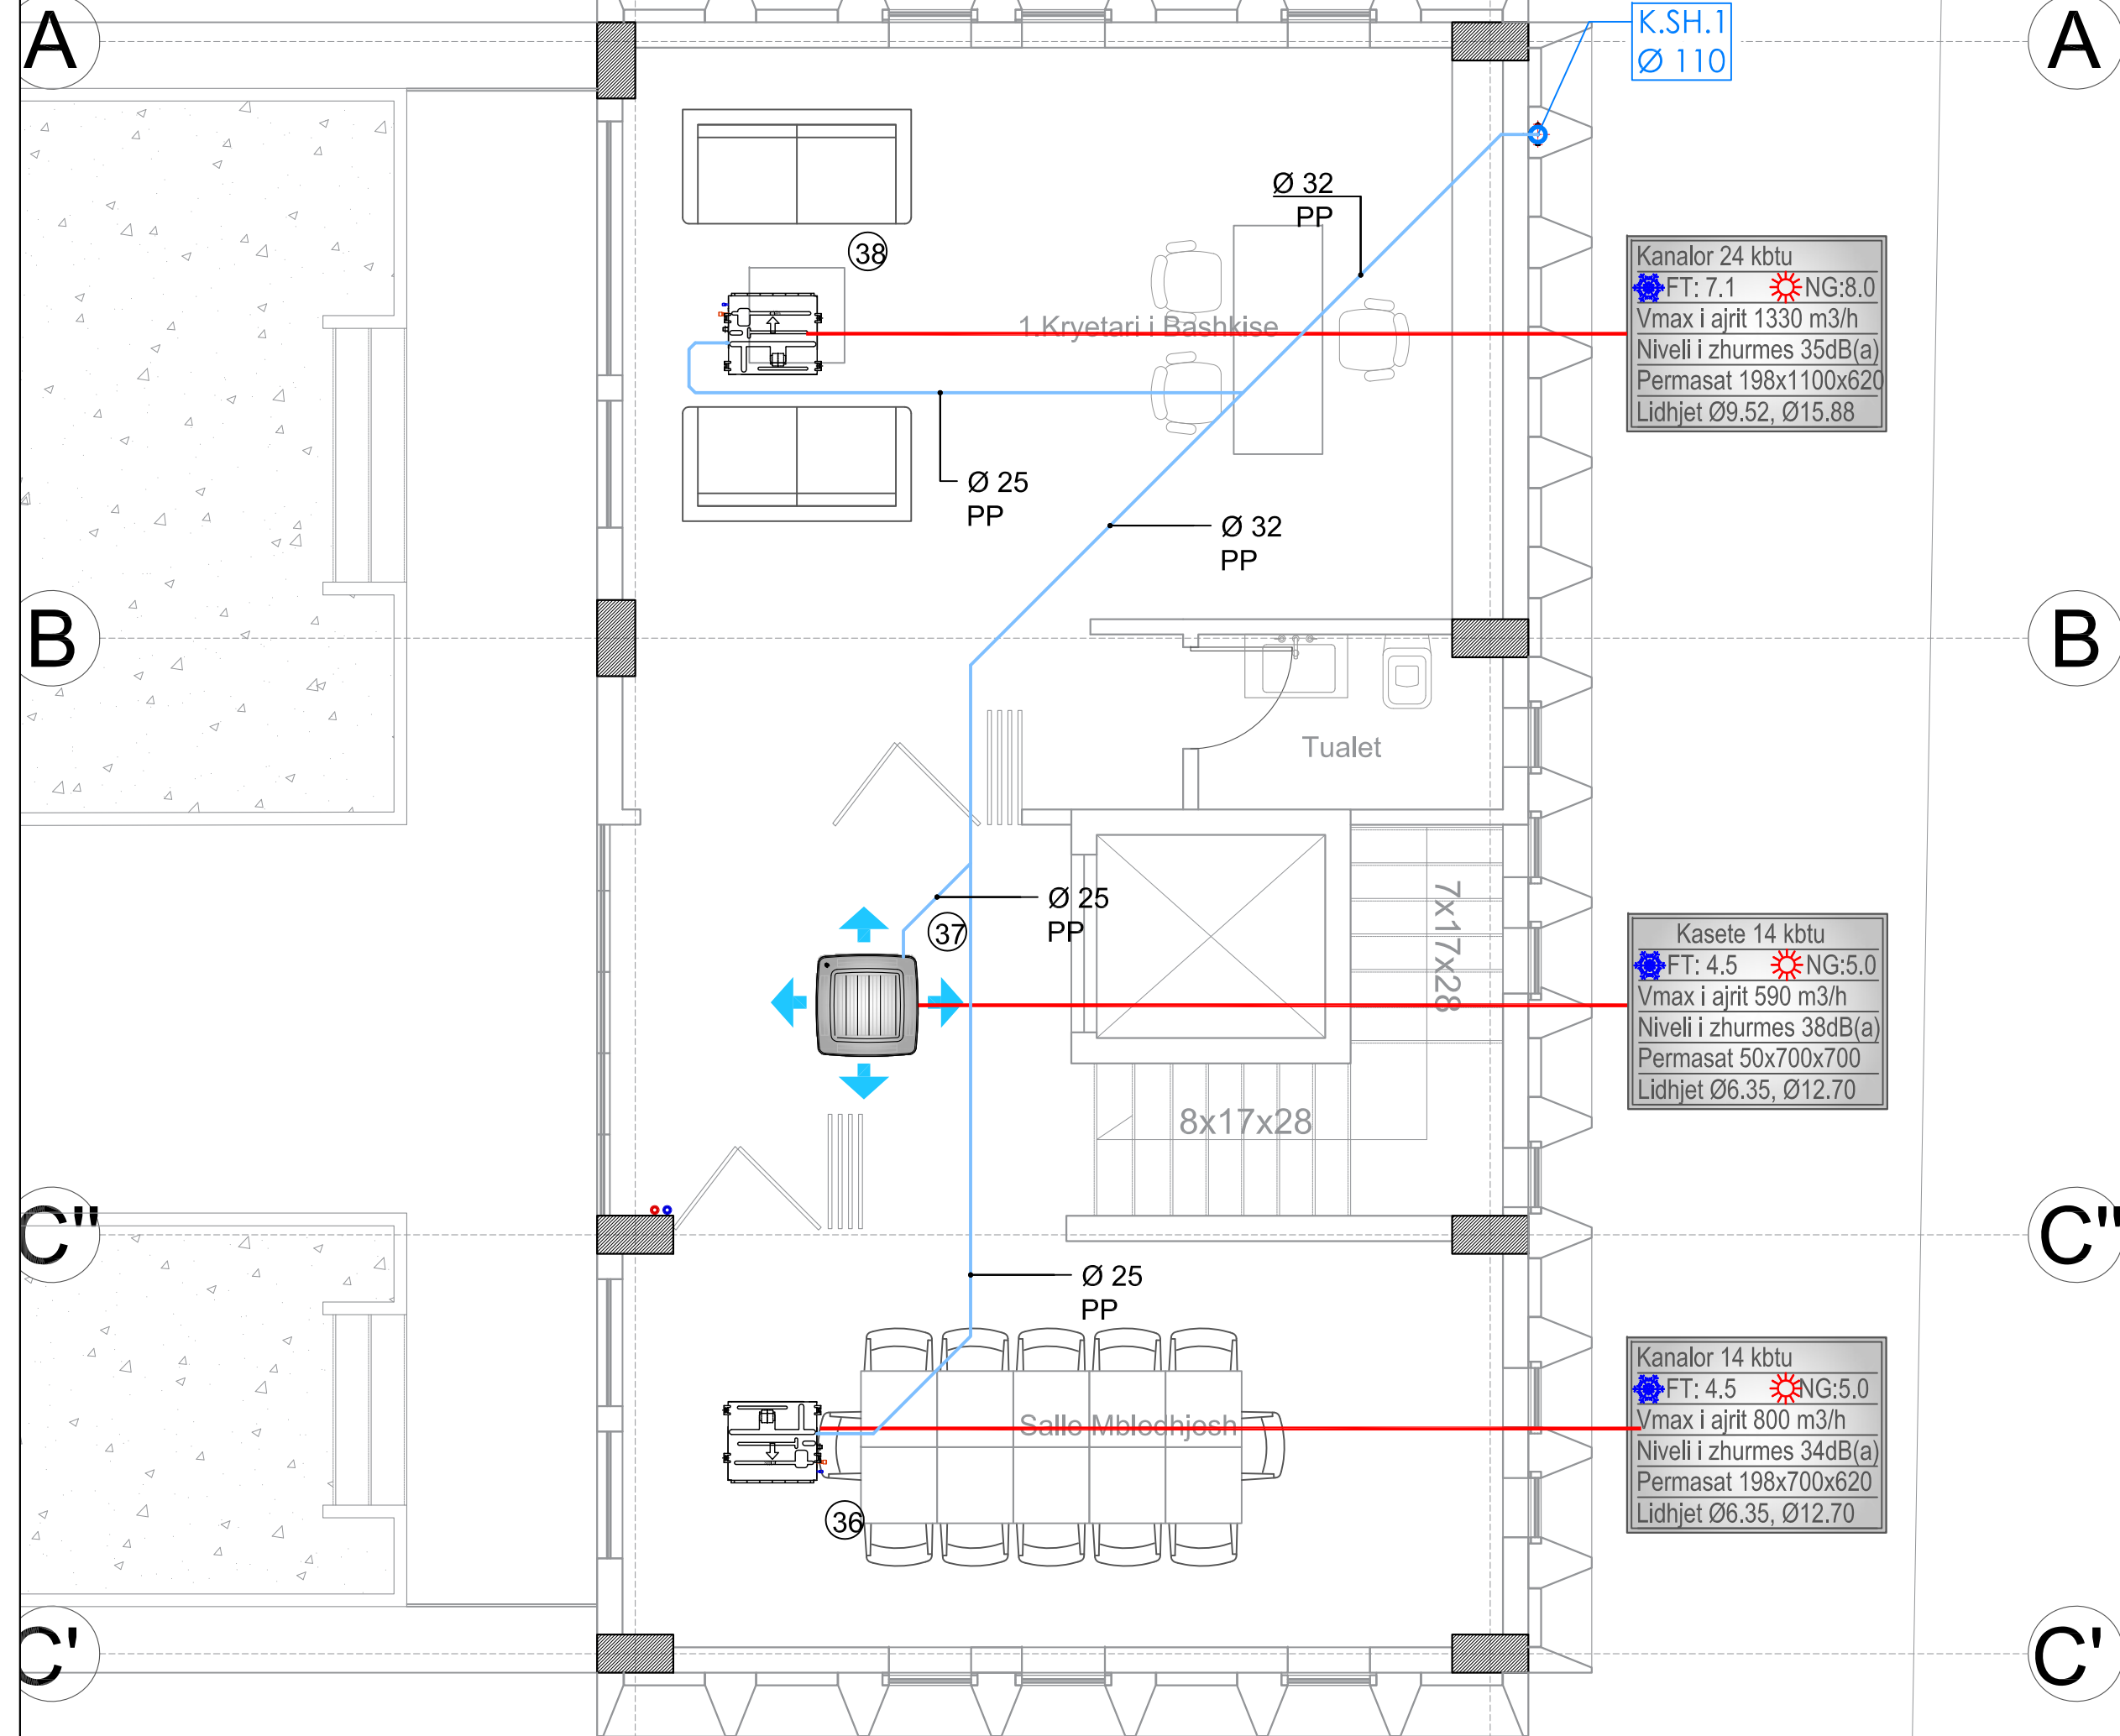 A
A
K.SH.1
Ø 110
Ø 32
PP
38
1.Kryetari i Bashkise
Kanalor 24 kbtu
FT: 7.1 NG:8.0
Vmax i ajrit 1330 m3/h
Niveli i zhurmes 35dB(a)
Permasat 198x1100x620
Lidhjet Ø9.52, Ø15.88
Ø 25
PP
Ø 32
PP
B
B
Tualet
Ø 25
PP
37
7x17x28
Kasete 14 kbtu
FT: 4.5 NG:5.0
Vmax i ajrit 590 m3/h
Niveli i zhurmes 38dB(a)
Permasat 50x700x700
Lidhjet Ø6.35, Ø12.70
8x17x28
C"
C"
Ø 25
PP
Salle Mbledhjesh
36
Kanalor 14 kbtu
FT: 4.5 NG:5.0
Vmax i ajrit 800 m3/h
Niveli i zhurmes 34dB(a)
Permasat 198x700x620
Lidhjet Ø6.35, Ø12.70
C'
C'